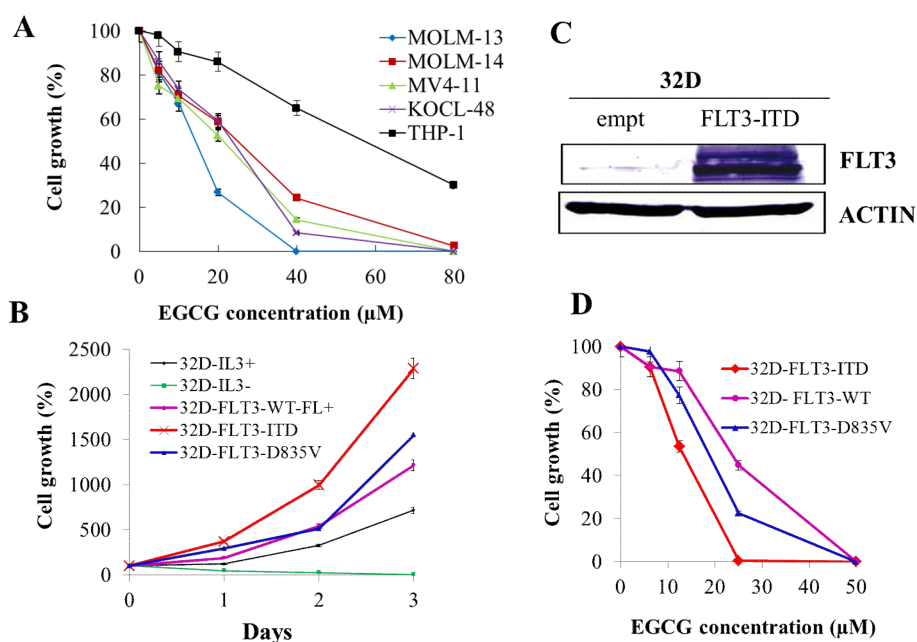 A
Cell growth (%)
100
80
60
40
20
0
0 20 40 60 80
EGCG concentration (µM)
MOLM-13
MOLM-14
MV4-11
KOCL-48
THP-1
B
Cell growth (%)
2500
2000
1500
1000
500
0
0 1 2 3
Days
32D-IL3+
32D-IL3-
32D-FLT3-WT-FL+
32D-FLT3-ITD
32D-FLT3-D835V
C
32D
empt FLT3-ITD
FLT3
ACTIN
D
Cell growth (%)
100
80
60
40
20
0
0 10 20 30 40 50
EGCG concentration (µM)
32D-FLT3-ITD
32D- FLT3-WT
32D-FLT3-D835V